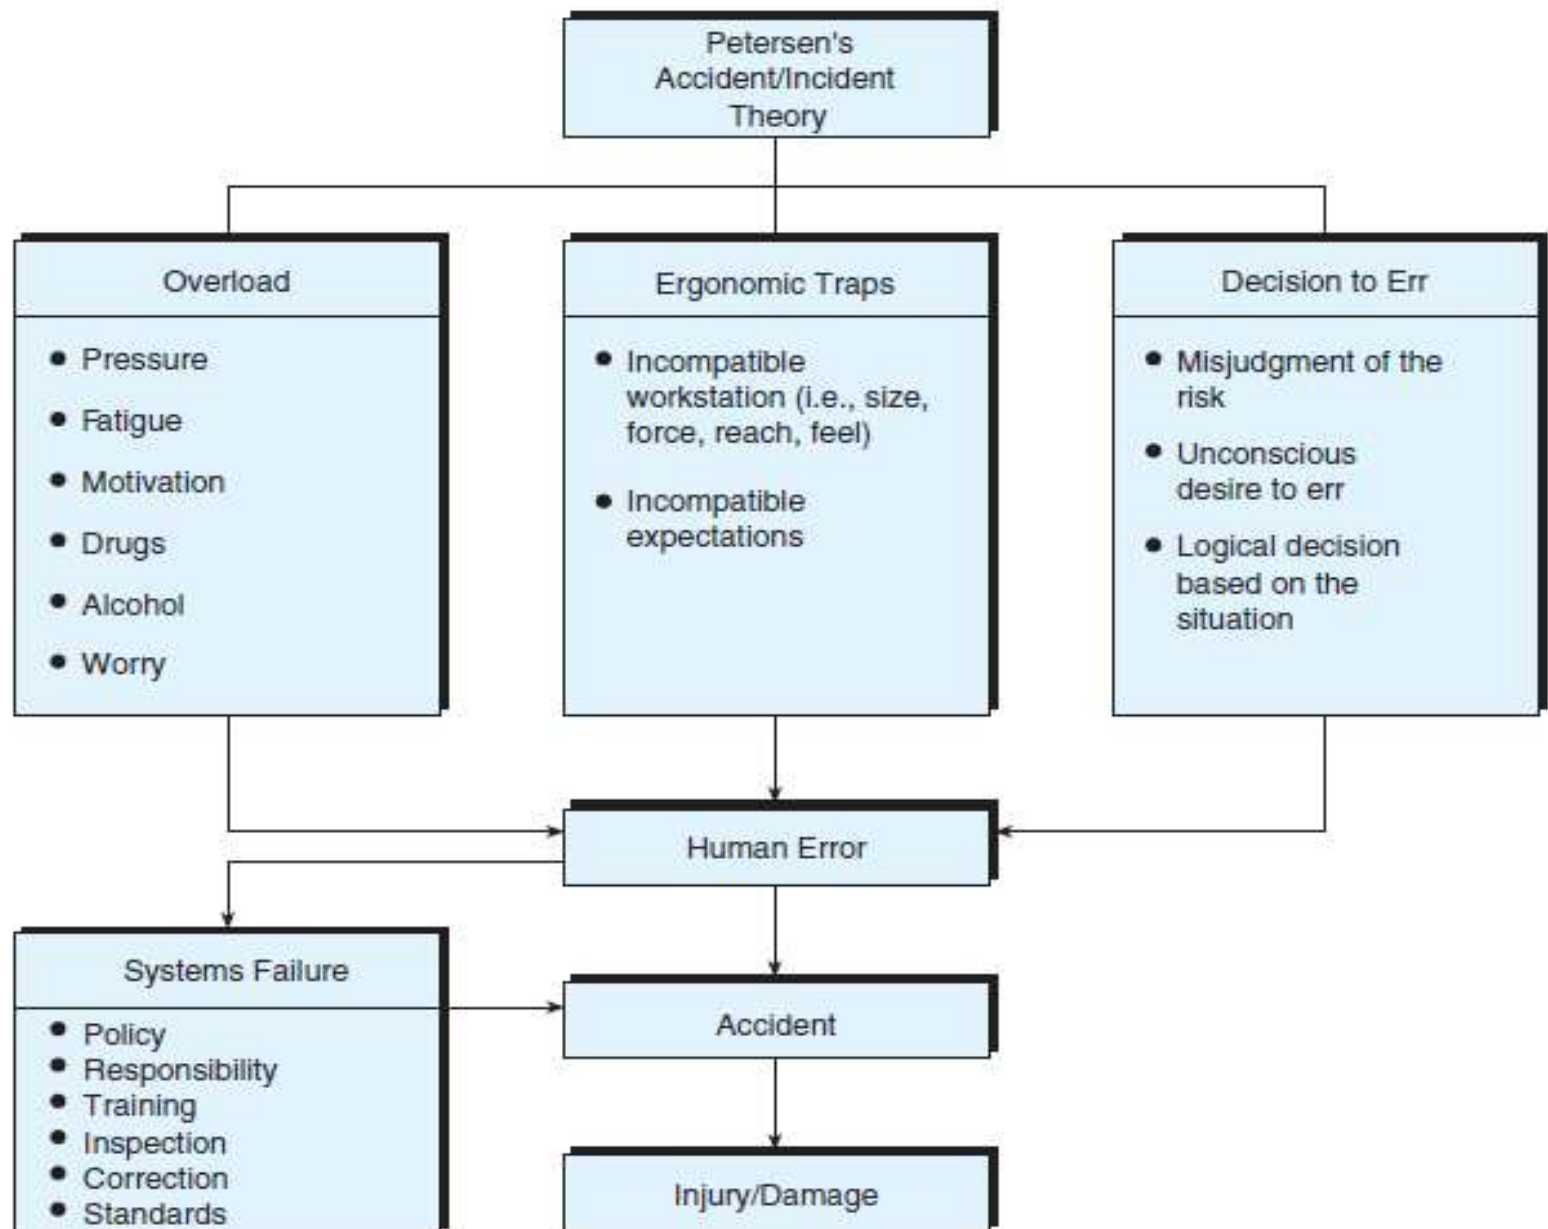 Petersen's
Accident/Incident
Theory
Overload
● Pressure
● Fatigue
● Motivation
● Drugs
● Alcohol
● Worry
Ergonomic Traps
● Incompatible
workstation (i.e., size,
force, reach, feel)
● Incompatible
expectations
Decision to Err
● Misjudgment of the
risk
● Unconscious
desire to err
● Logical decision
based on the
situation
Human Error
Systems Failure
● Policy
● Responsibility
● Training
● Inspection
● Correction
● Standards
Accident
Injury/Damage